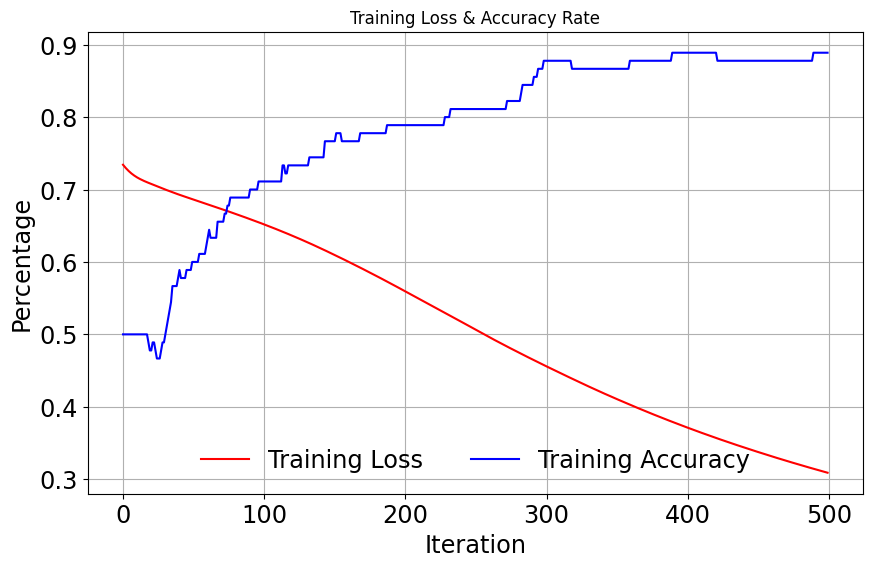 Training Loss & Accuracy Rate
Percentage
0.9
0.8
0.7
0.6
0.5
0.4
0.3
Training Loss
Training Accuracy
0 100 200 300 400 500
Iteration